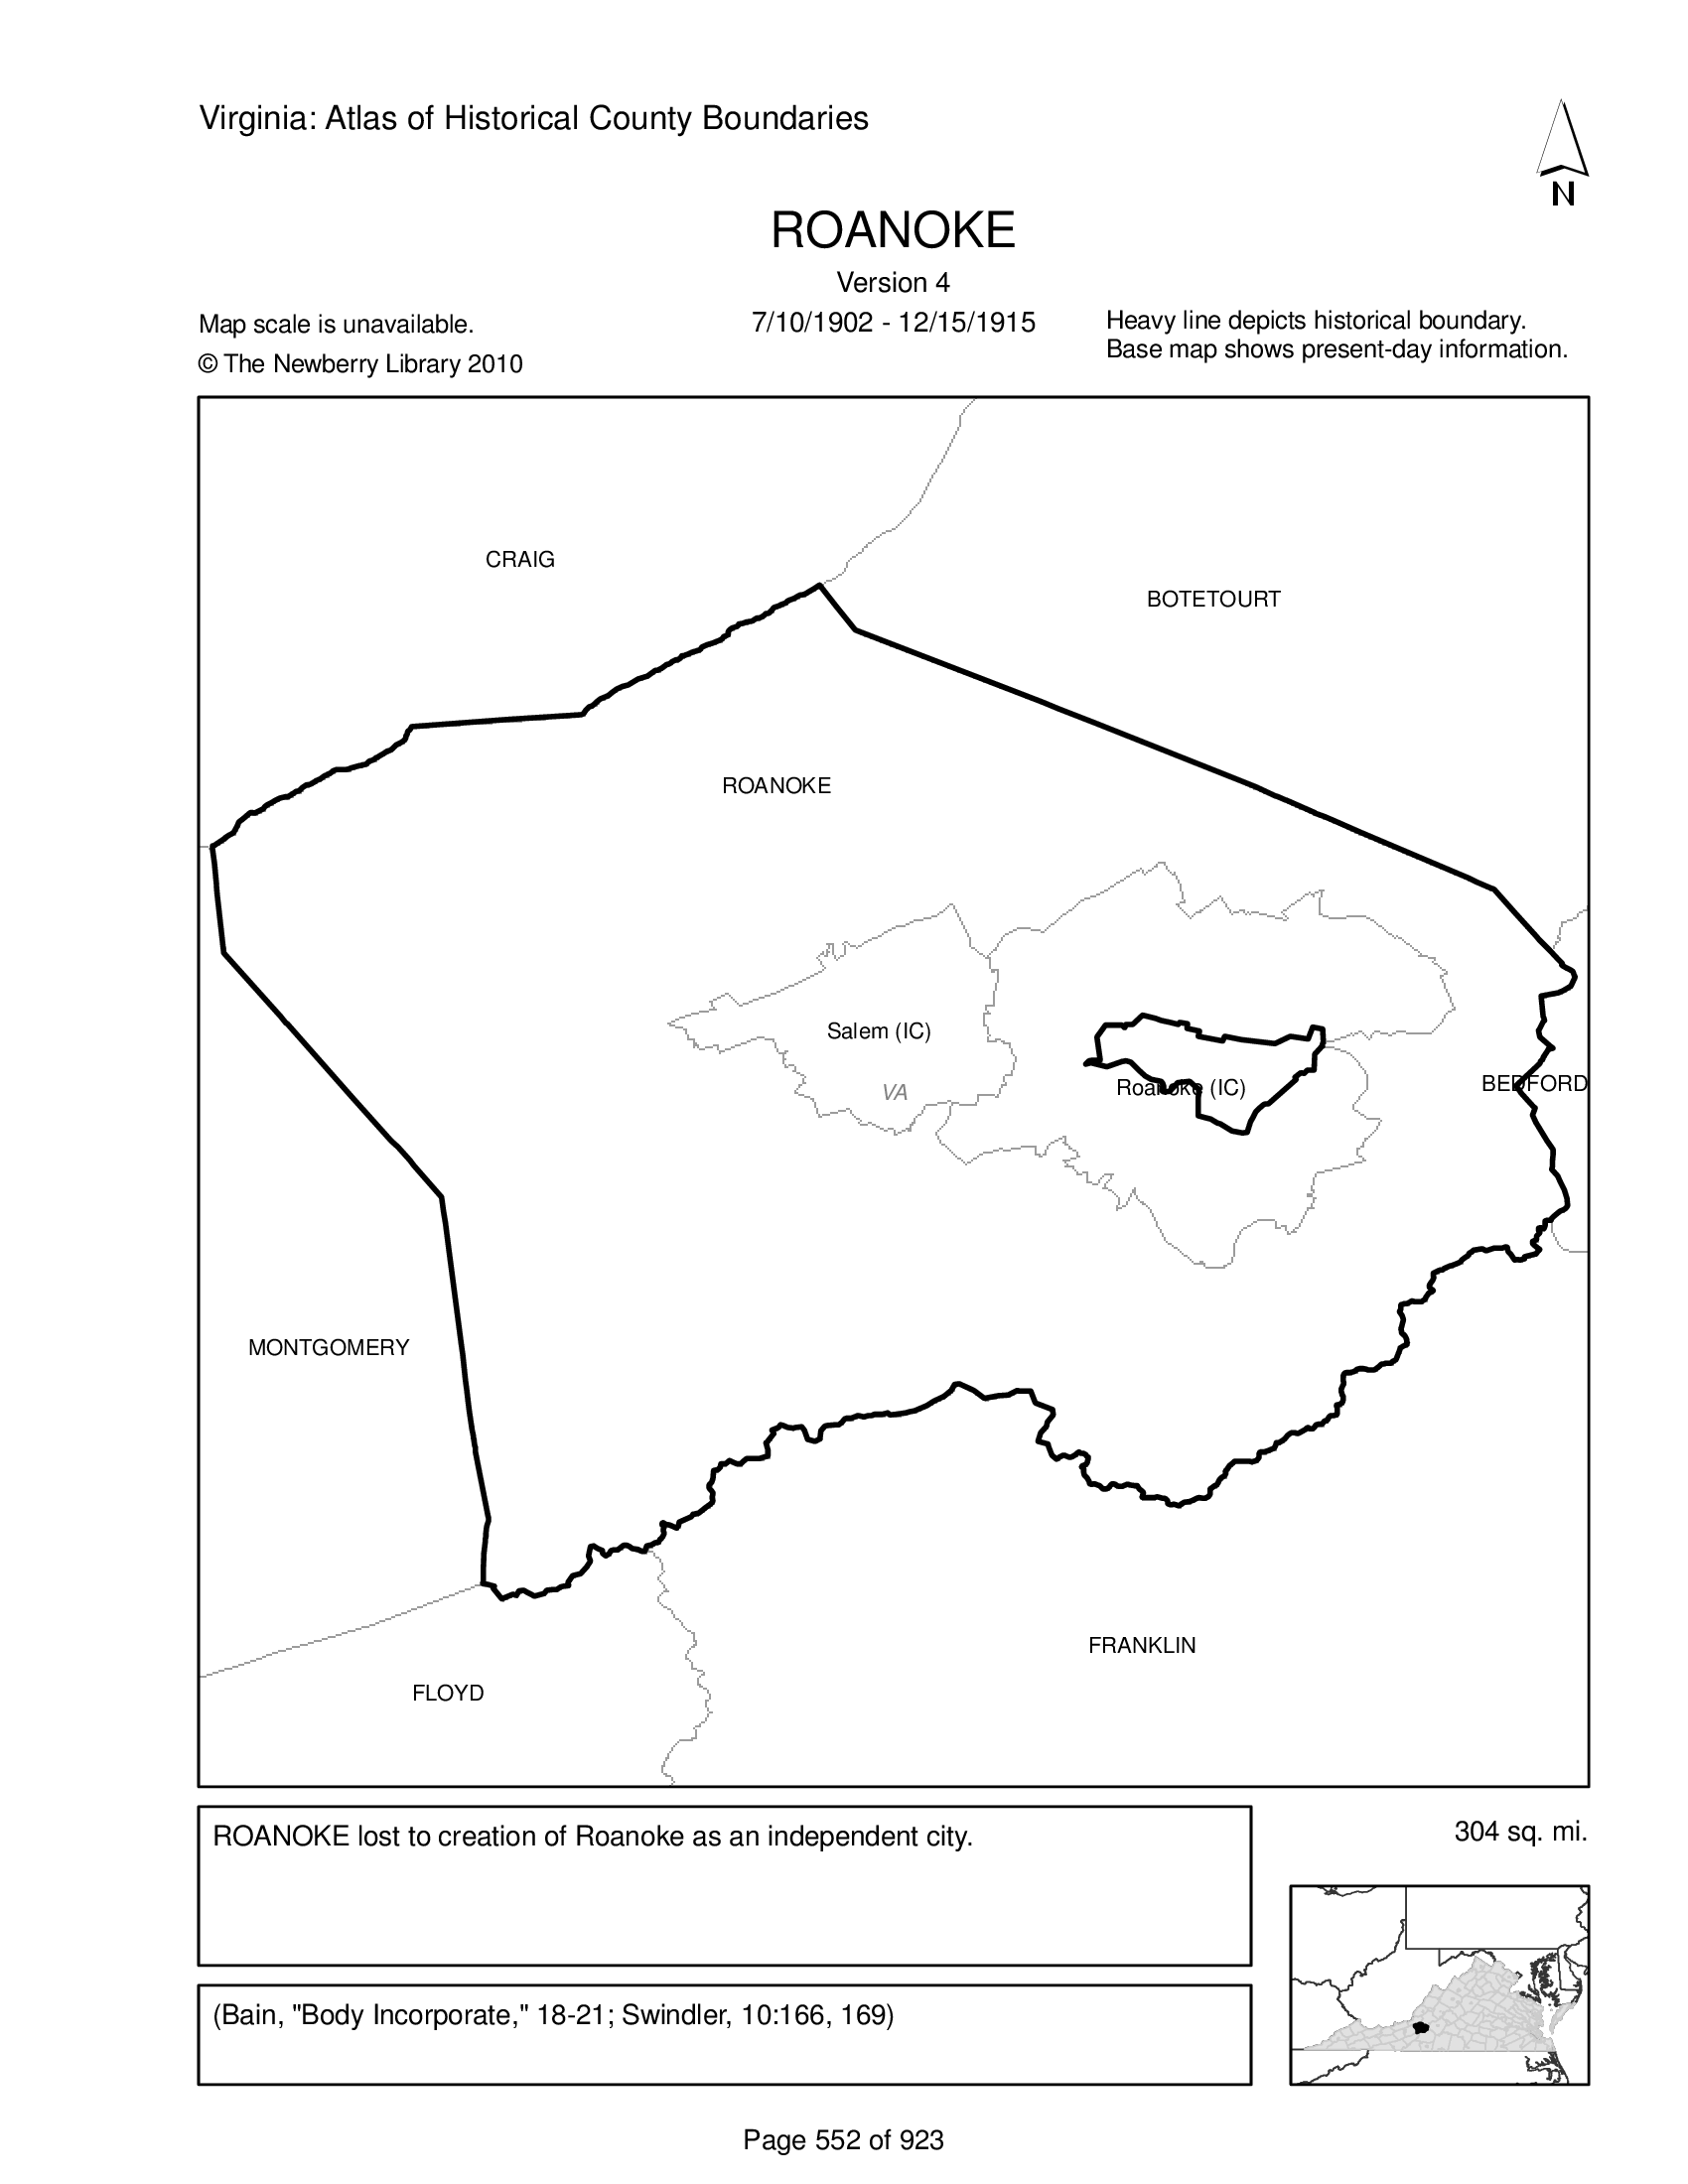 Virginia: Atlas of Historical County Boundaries
N
ROANOKE
Version 4
7/10/1902 - 12/15/1915
Map scale is unavailable.
© The Newberry Library 2010
Heavy line depicts historical boundary.
Base map shows present-day information.
CRAIG
BOTETOURT
ROANOKE
Salem (IC)
VA
Roanoke (IC)
BEDFORD
MONTGOMERY
FRANKLIN
FLOYD
ROANOKE lost to creation of Roanoke as an independent city.
304 sq. mi.
(Bain, "Body Incorporate," 18-21; Swindler, 10:166, 169)
Page 552 of 923